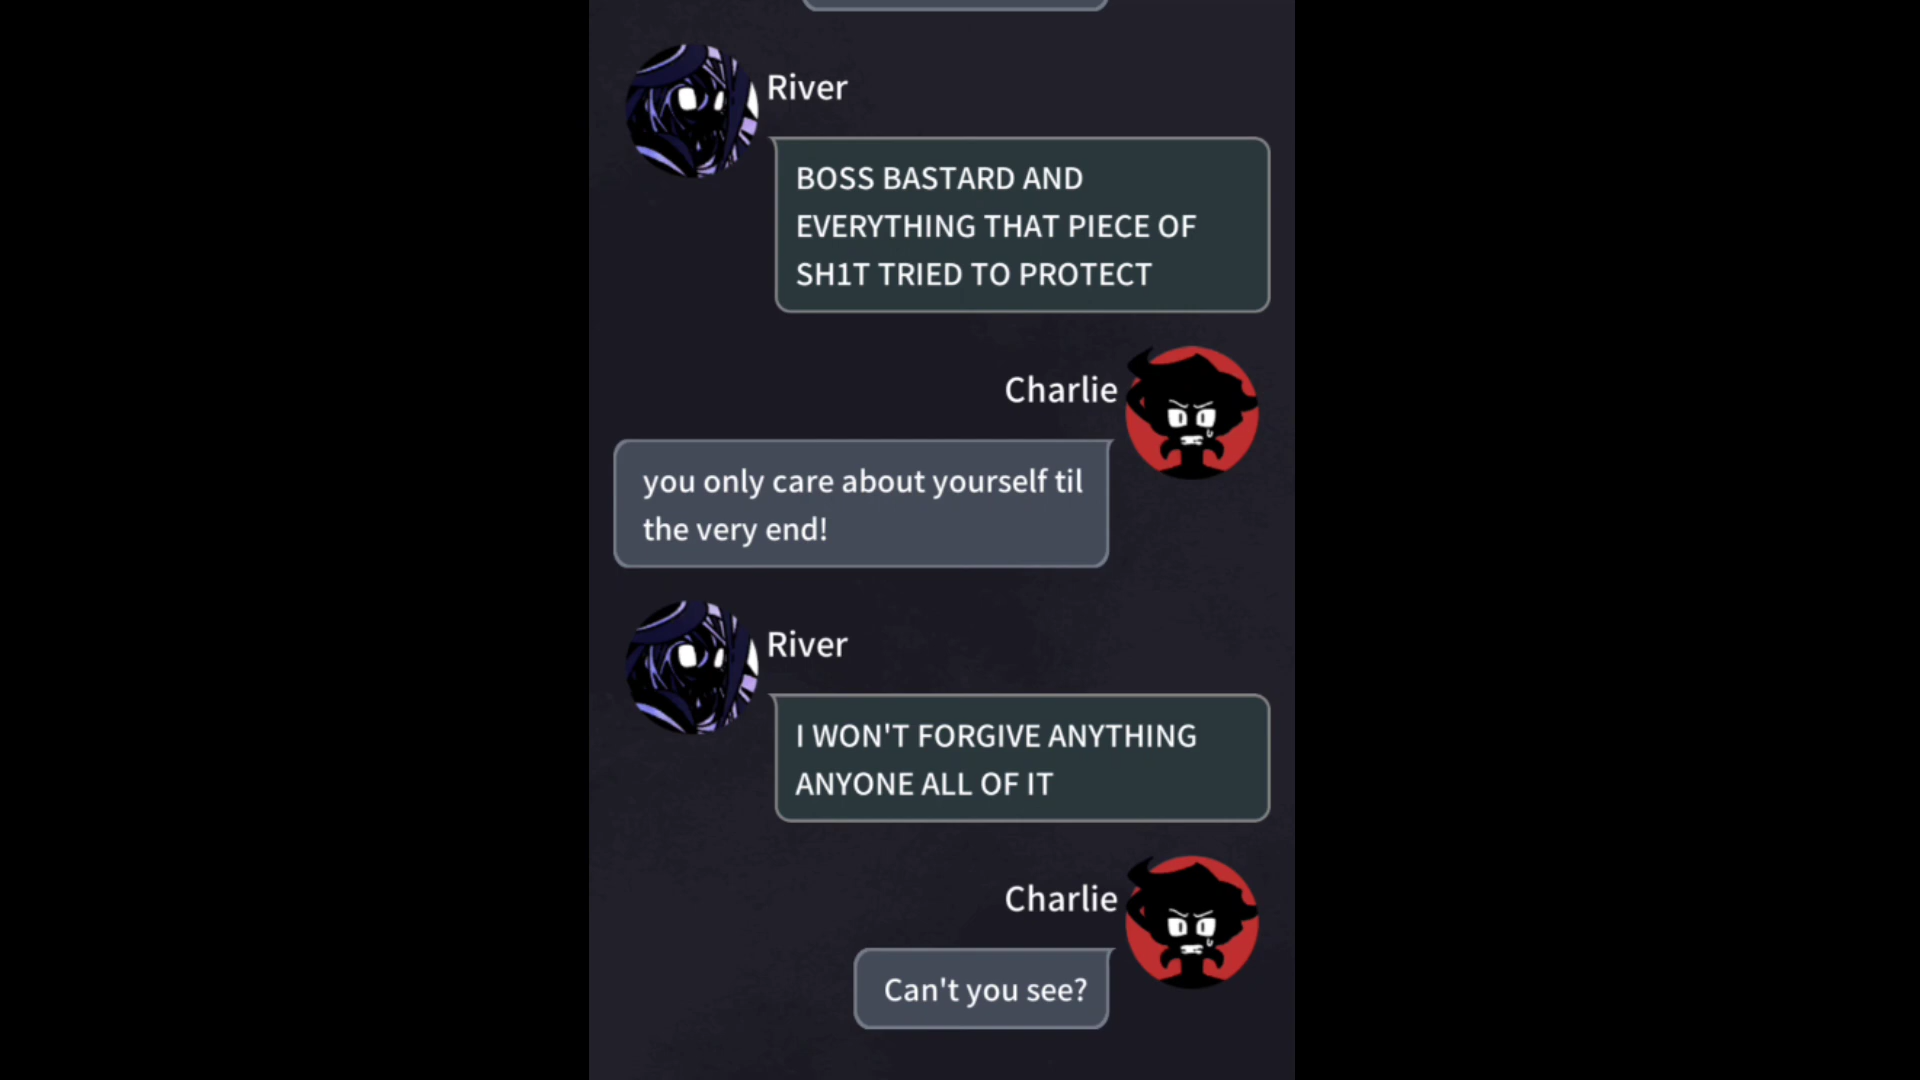 River
BOSS BASTARD AND
EVERYTHING THAT PIECE OF
SH1T TRIED TO PROTECT
Charlie
you only care about yourself til
the very end!
River
I WON'T FORGIVE ANYTHING
ANYONE ALL OF IT
Charlie
Can't you see?